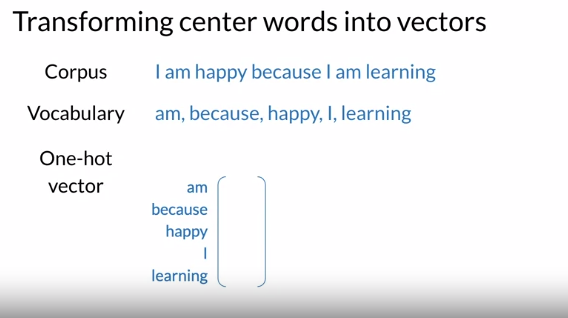 Transforming center words into vectors
Corpus I am happy because I am learning
Vocabulary am, because, happy, I, learning
One-hot
vector
am
because
happy
I
learning